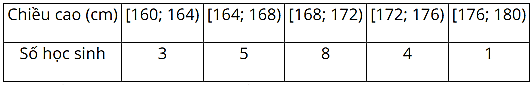 Chiều cao (cm) [160; 164) [164; 168) [168; 172) [172; 176) [176; 180)
Số học sinh 3 5 8 4 1